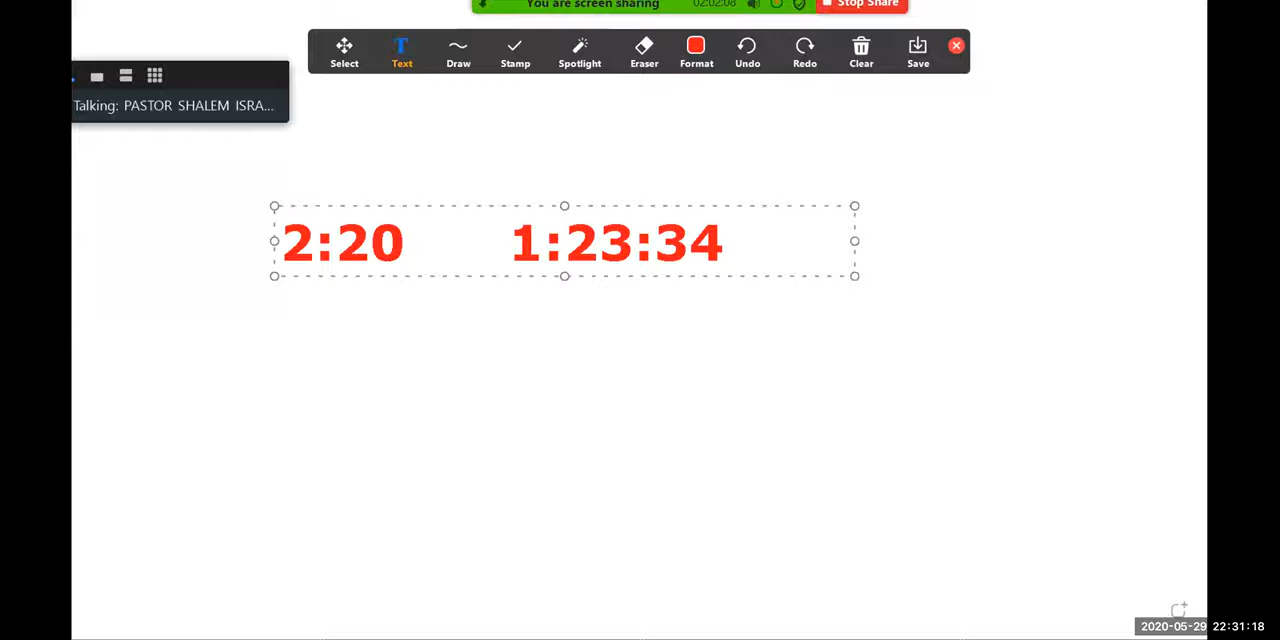 You are screen sharing 02:02:08 Stop Share
Select Text Draw Stamp Spotlight Eraser Format Undo Redo Clear Save
Talking: PASTOR SHALEM ISRA...
2:20 1:23:34
2020-05-29 22:31:18